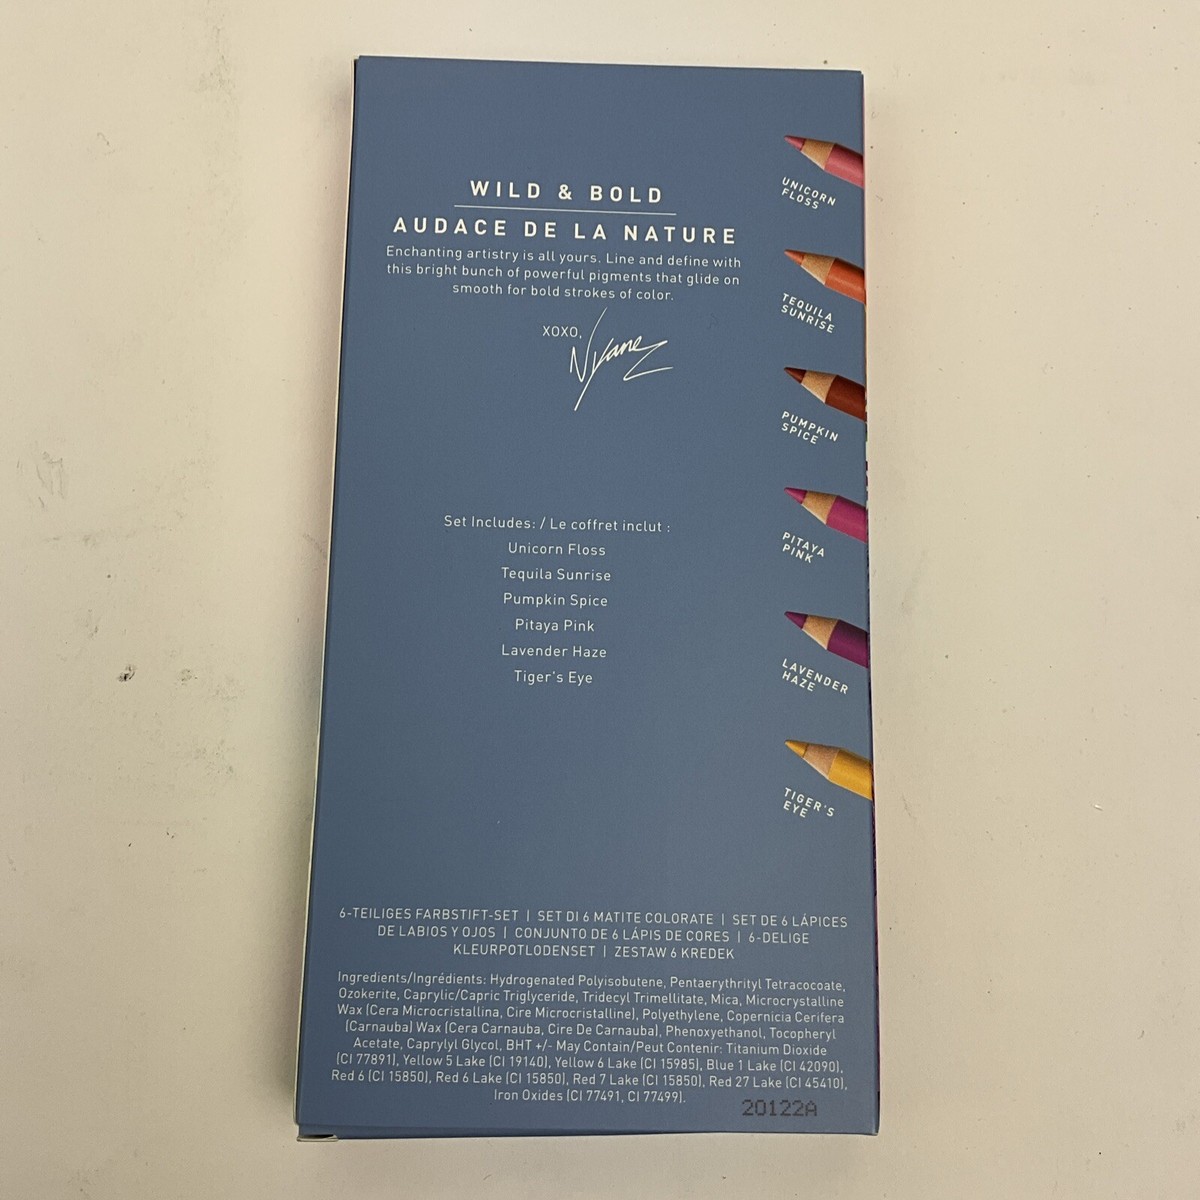 WILD & BOLD
AUDACE DE LA NATURE
Enchanting artistry is all yours. Line and define with
this bright bunch of powerful pigments that glide on
smooth for bold strokes of color.
XOXO,
Nyane
Set Includes: / Le coffret inclut :
Unicorn Floss
Tequila Sunrise
Pumpkin Spice
Pitaya Pink
Lavender Haze
Tiger's Eye
UNICORN
FLOSS
TEQUILA
SUNRISE
PUMPKIN
SPICE
PITAYA
PINK
LAVENDER
HAZE
TIGER'S
EYE
6-TEILIGES FARBSTIFT-SET | SET DI 6 MATITE COLORATE | SET DE 6 LÁPICES
DE LABIOS Y OJOS | CONJUNTO DE 6 LÁPIS DE CORES | 6-DELIGE
KLEURPOTLODENSET | ZESTAW 6 KREDEK
Ingredients/Ingrédients: Hydrogenated Polyisobutene, Pentaerythrityl Tetracocoate,
Ozokerite, Caprylic/Capric Triglyceride, Tridecyl Trimellitate, Mica, Microcrystalline
Wax (Cera Microcristallina, Cire Microcristalline), Polyethylene, Copernicia Cerifera
(Carnauba) Wax (Cera Carnauba, Cire De Carnauba), Phenoxyethanol, Tocopheryl
Acetate, Caprylyl Glycol, BHT +/- May Contain/Peut Contenir: Titanium Dioxide
(CI 77891), Yellow 5 Lake (CI 19140), Yellow 6 Lake (CI 15985), Blue 1 Lake (CI 42090),
Red 6 (CI 15850), Red 6 Lake (CI 15850), Red 7 Lake (CI 15850), Red 27 Lake (CI 45410),
Iron Oxides (CI 77491, CI 77499).
20122A